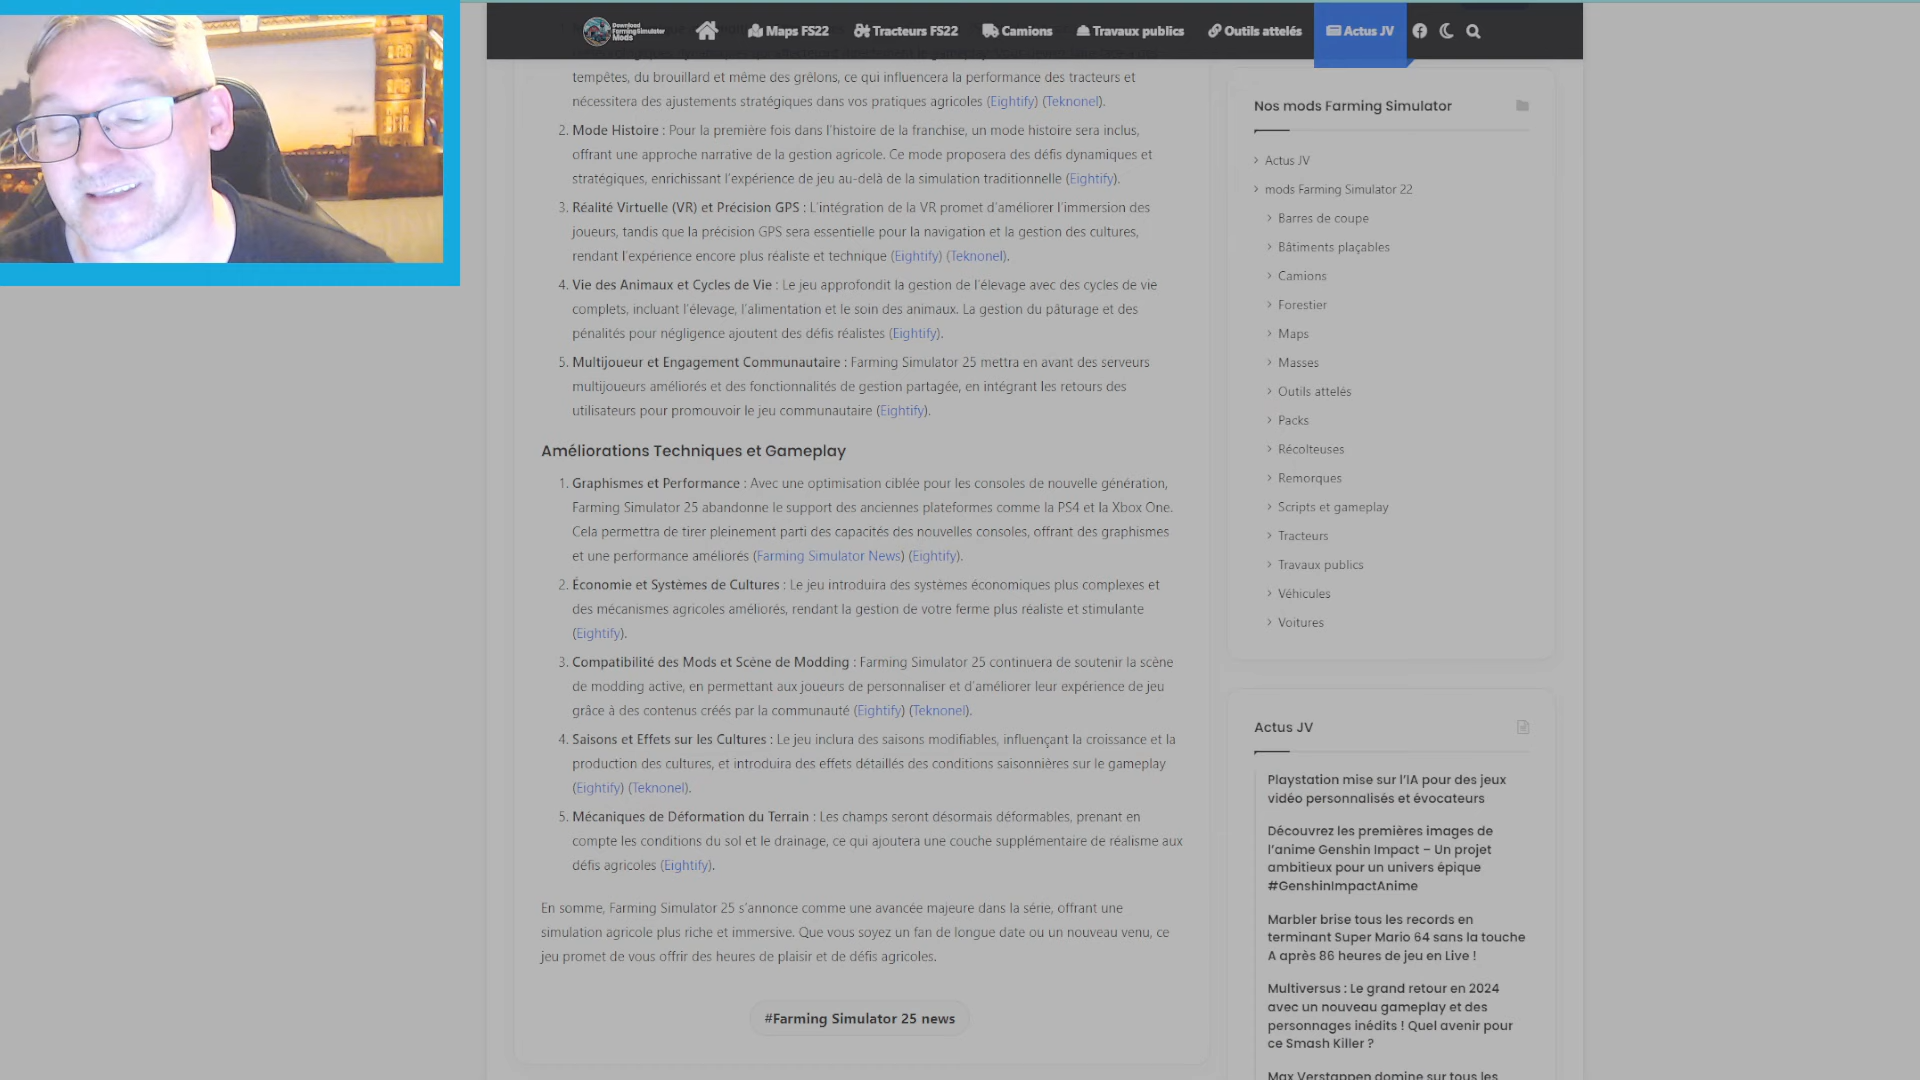 Download
Farming Simulator
Mods
Maps FS22
Tracteurs FS22
Camions
Travaux publics
Outils attelés
Actus JV
tempêtes, du brouillard et même des grêlons, ce qui influencera la performance des tracteurs et
nécessitera des ajustements stratégiques dans vos pratiques agricoles (Eightify) (Teknonel).
2. Mode Histoire : Pour la première fois dans l’histoire de la franchise, un mode histoire sera inclus,
offrant une approche narrative de la gestion agricole. Ce mode proposera des défis dynamiques et
stratégiques, enrichissant l’expérience de jeu au-delà de la simulation traditionnelle (Eightify).
3. Réalité Virtuelle (VR) et Précision GPS : L’intégration de la VR promet d’améliorer l’immersion des
joueurs, tandis que la précision GPS sera essentielle pour la navigation et la gestion des cultures,
rendant l’expérience encore plus réaliste et technique (Eightify) (Teknonel).
4. Vie des Animaux et Cycles de Vie : Le jeu approfondit la gestion de l’élevage avec des cycles de vie
complets, incluant l’élevage, l’alimentation et le soin des animaux. La gestion du pâturage et des
pénalités pour négligence ajoutent des défis réalistes (Eightify).
5. Multijoueur et Engagement Communautaire : Farming Simulator 25 mettra en avant des serveurs
multijoueurs améliorés et des fonctionnalités de gestion partagée, en intégrant les retours des
utilisateurs pour promouvoir le jeu communautaire (Eightify).
Améliorations Techniques et Gameplay
1. Graphismes et Performance : Avec une optimisation ciblée pour les consoles de nouvelle génération,
Farming Simulator 25 abandonne le support des anciennes plateformes comme la PS4 et la Xbox One.
Cela permettra de tirer pleinement parti des capacités des nouvelles consoles, offrant des graphismes
et une performance améliorés (Farming Simulator News) (Eightify).
2. Économie et Systèmes de Cultures : Le jeu introduira des systèmes économiques plus complexes et
des mécanismes agricoles améliorés, rendant la gestion de votre ferme plus réaliste et stimulante
(Eightify).
3. Compatibilité des Mods et Scène de Modding : Farming Simulator 25 continuera de soutenir la scène
de modding active, en permettant aux joueurs de personnaliser et d’améliorer leur expérience de jeu
grâce à des contenus créés par la communauté (Eightify) (Teknonel).
4. Saisons et Effets sur les Cultures : Le jeu inclura des saisons modifiables, influençant la croissance et la
production des cultures, et introduira des effets détaillés des conditions saisonnières sur le gameplay
(Eightify) (Teknonel).
5. Mécaniques de Déformation du Terrain : Les champs seront désormais déformables, prenant en
compte les conditions du sol et le drainage, ce qui ajoutera une couche supplémentaire de réalisme aux
défis agricoles (Eightify).
En somme, Farming Simulator 25 s’annonce comme une avancée majeure dans la série, offrant une
simulation agricole plus riche et immersive. Que vous soyez un fan de longue date ou un nouveau venu, ce
jeu promet de vous offrir des heures de plaisir et de défis agricoles.
#Farming Simulator 25 news
Nos mods Farming Simulator
Actus JV
mods Farming Simulator 22
Barres de coupe
Bâtiments plaçables
Camions
Forestier
Maps
Masses
Outils attelés
Packs
Récolteuses
Remorques
Scripts et gameplay
Tracteurs
Travaux publics
Véhicules
Voitures
Actus JV
Playstation mise sur l’IA pour des jeux
vidéo personnalisés et évocateurs
Découvrez les premières images de
l’anime Genshin Impact – Un projet
ambitieux pour un univers épique
#GenshinImpactAnime
Marbler brise tous les records en
terminant Super Mario 64 sans la touche
A après 86 heures de jeu en Live !
Multiversus : Le grand retour en 2024
avec un nouveau gameplay et des
personnages inédits ! Quel avenir pour
ce Smash Killer ?
Max Verstappen domine sur tous les